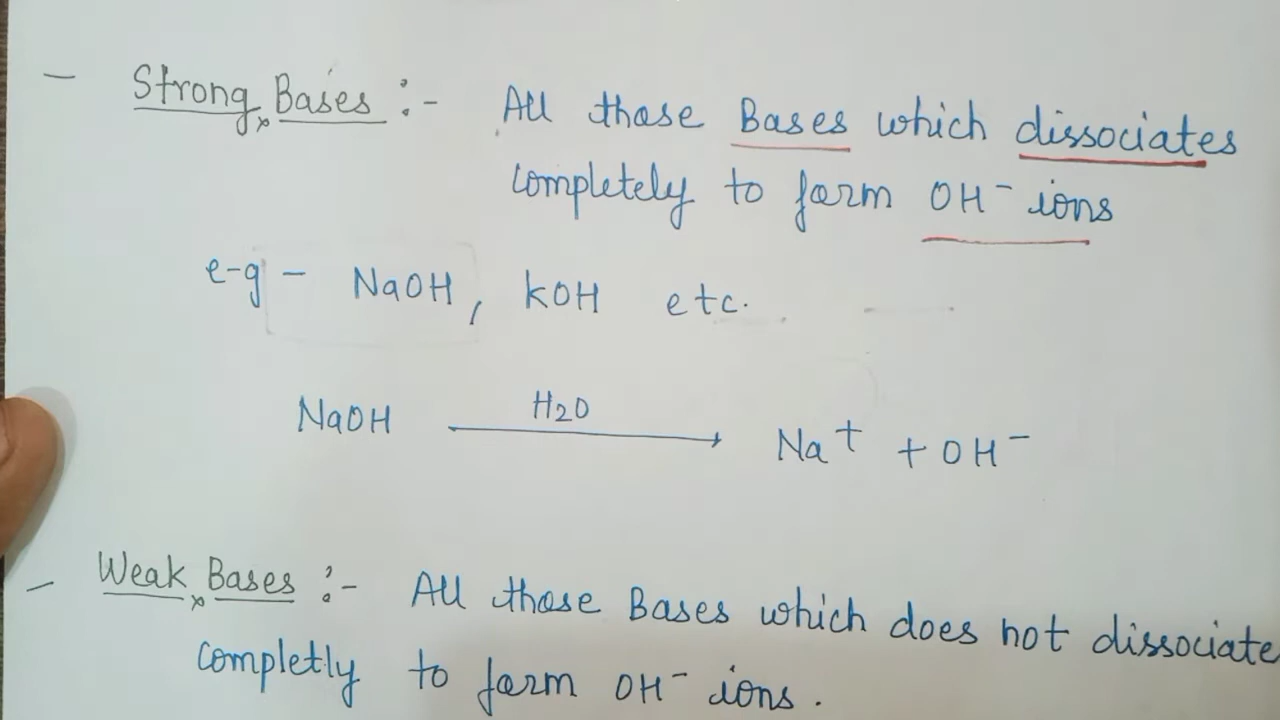 – Strong Bases :- All those Bases which dissociates
completely to form OH⁻ ions
e-g – NaOH, KOH etc.
NaOH —H2O→ Na⁺ + OH⁻
– Weak Bases :- All those Bases which does not dissociate
completly to form OH⁻ ions.